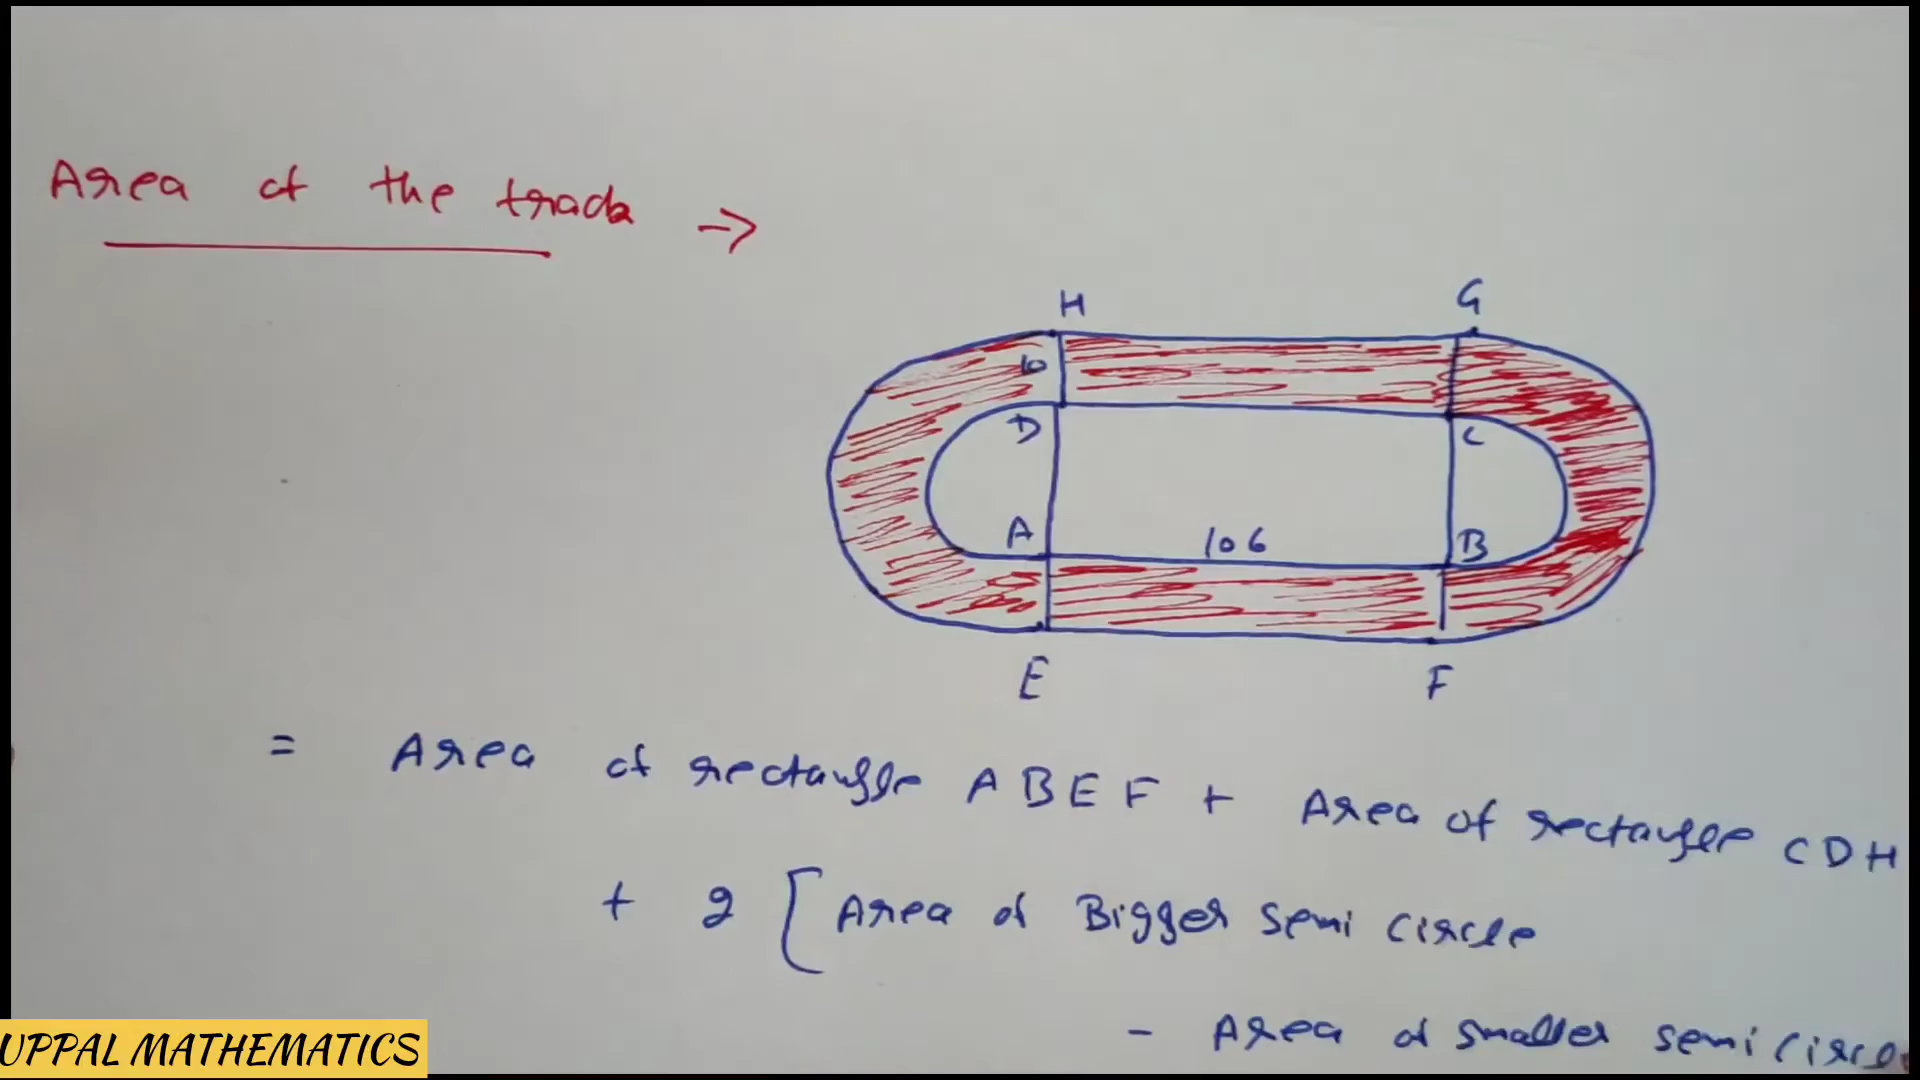 Area of the track →
H
G
10
D
C
A
106
B
E
F
= Area of rectangle ABEF + Area of rectangle CDH
+ 2 [ Area of Bigger semi circle
- Area of smaller semi circle
UPPAL MATHEMATICS